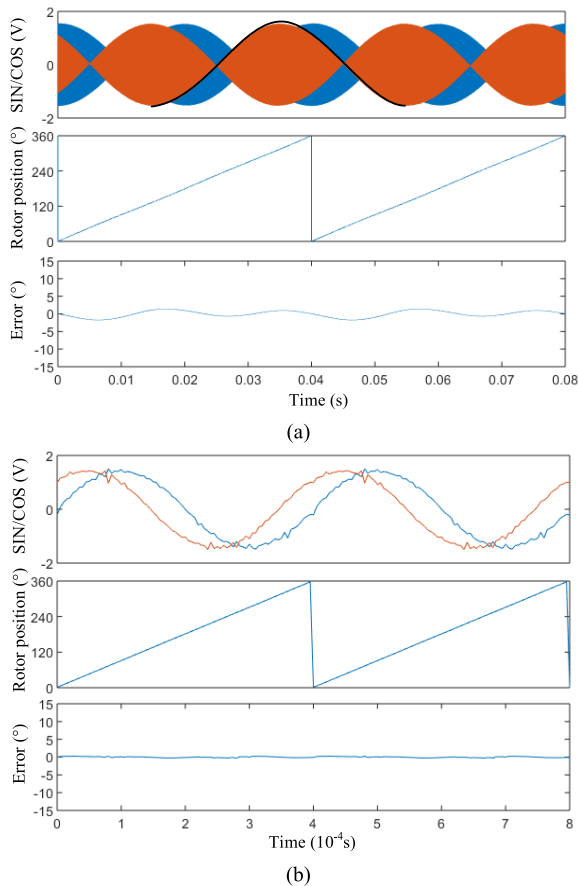 SIN/COS (V)
2
0
-2
Rotor position (°)
360
240
120
0
Error (°)
15
10
5
0
-5
-10
-15
0 0.01 0.02 0.03 0.04 0.05 0.06 0.07 0.08
Time (s)
(a)
SIN/COS (V)
2
0
-2
Rotor position (°)
360
240
120
0
Error (°)
15
10
5
0
-5
-10
-15
0 1 2 3 4 5 6 7 8
Time (10-4s)
(b)